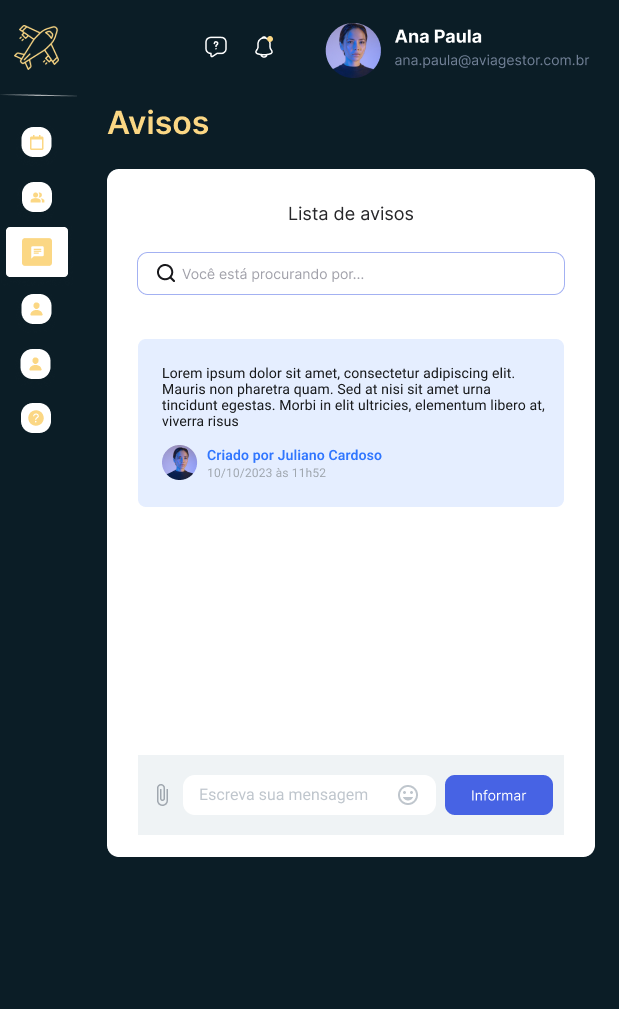 Ana Paula
ana.paula@aviagestor.com.br
Avisos
Lista de avisos
Você está procurando por...
Lorem ipsum dolor sit amet, consectetur adipiscing elit.
Mauris non pharetra quam. Sed at nisi sit amet urna
tincidunt egestas. Morbi in elit ultricies, elementum libero at,
viverra risus
Criado por Juliano Cardoso
10/10/2023 às 11h52
Escreva sua mensagem
Informar